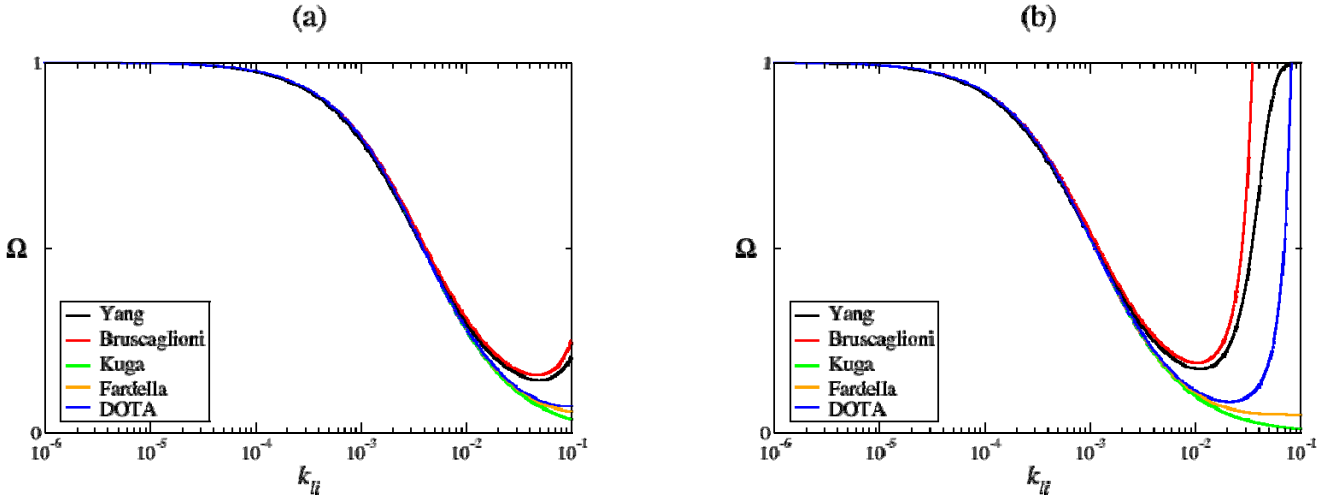 (a)
1
Ω
0
Yang
Bruscaglioni
Kuga
Fardella
DOTA
10⁻⁶ 10⁻⁵ 10⁻⁴ 10⁻³ 10⁻² 10⁻¹
k_li
(b)
1
Ω
0
Yang
Bruscaglioni
Kuga
Fardella
DOTA
10⁻⁶ 10⁻⁵ 10⁻⁴ 10⁻³ 10⁻² 10⁻¹
k_li